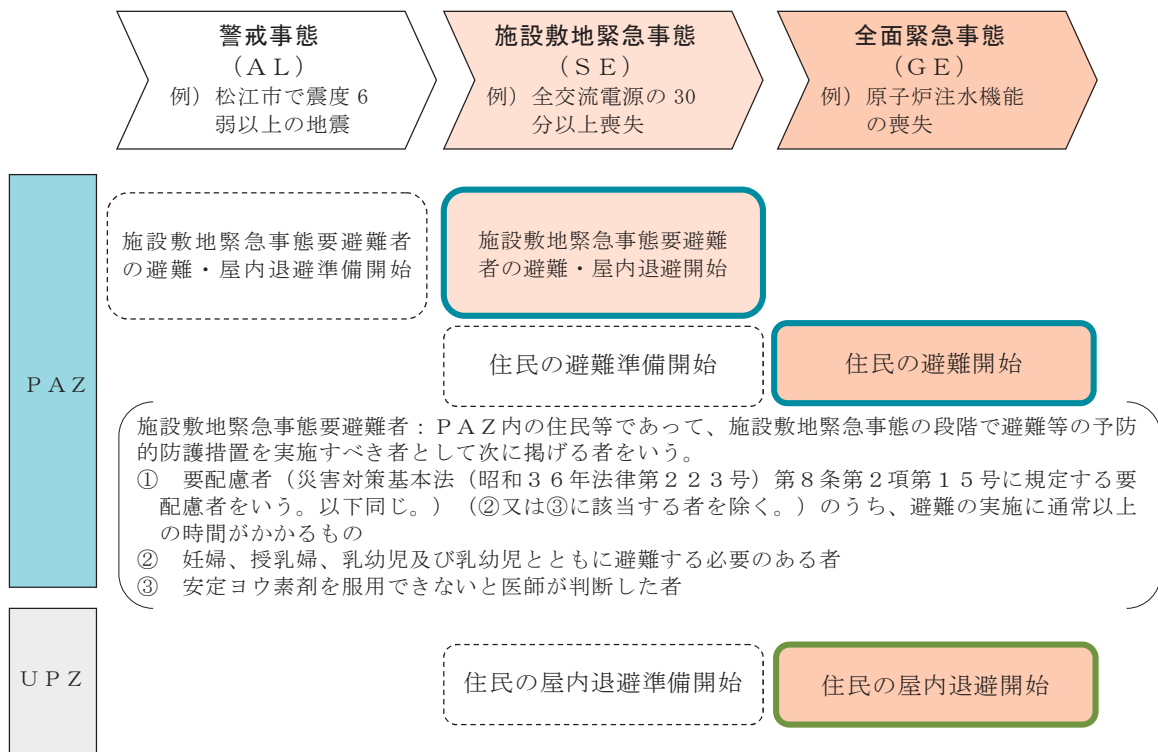 警戒事態
（ＡＬ）
例）松江市で震度６
弱以上の地震
施設敷地緊急事態
（ＳＥ）
例）全交流電源の 30
分以上喪失
全面緊急事態
（ＧＥ）
例）原子炉注水機能
の喪失
ＰＡＺ
施設敷地緊急事態要避難者
の避難・屋内退避準備開始
施設敷地緊急事態要避難
者の避難・屋内退避開始
住民の避難準備開始
住民の避難開始
施設敷地緊急事態要避難者：ＰＡＺ内の住民等であって、施設敷地緊急事態の段階で避難等の予防
的防護措置を実施すべき者として次に掲げる者をいう。
①　要配慮者（災害対策基本法（昭和３６年法律第２２３号）第８条第２項第１５号に規定する要
配慮者をいう。以下同じ。）（②又は③に該当する者を除く。）のうち、避難の実施に通常以上
の時間がかかるもの
②　妊婦、授乳婦、乳幼児及び乳幼児とともに避難する必要のある者
③　安定ヨウ素剤を服用できないと医師が判断した者
ＵＰＺ
住民の屋内退避準備開始
住民の屋内退避開始